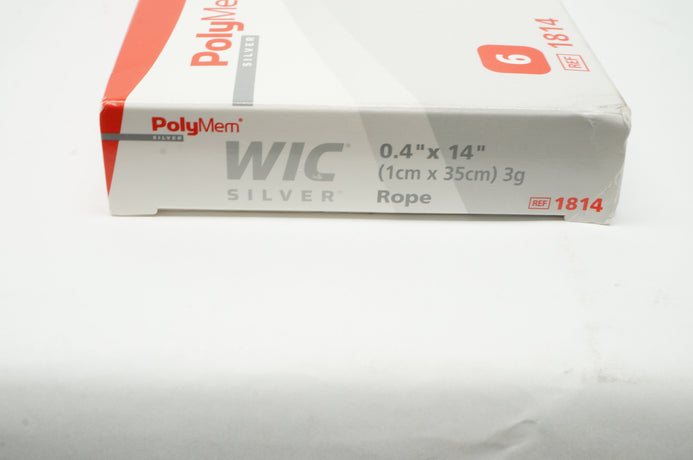 PolyMem
SILVER
6
REF 1814
PolyMem®
SILVER
WIC®
SILVER®
0.4" x 14"
(1cm x 35cm) 3g
Rope
REF 1814